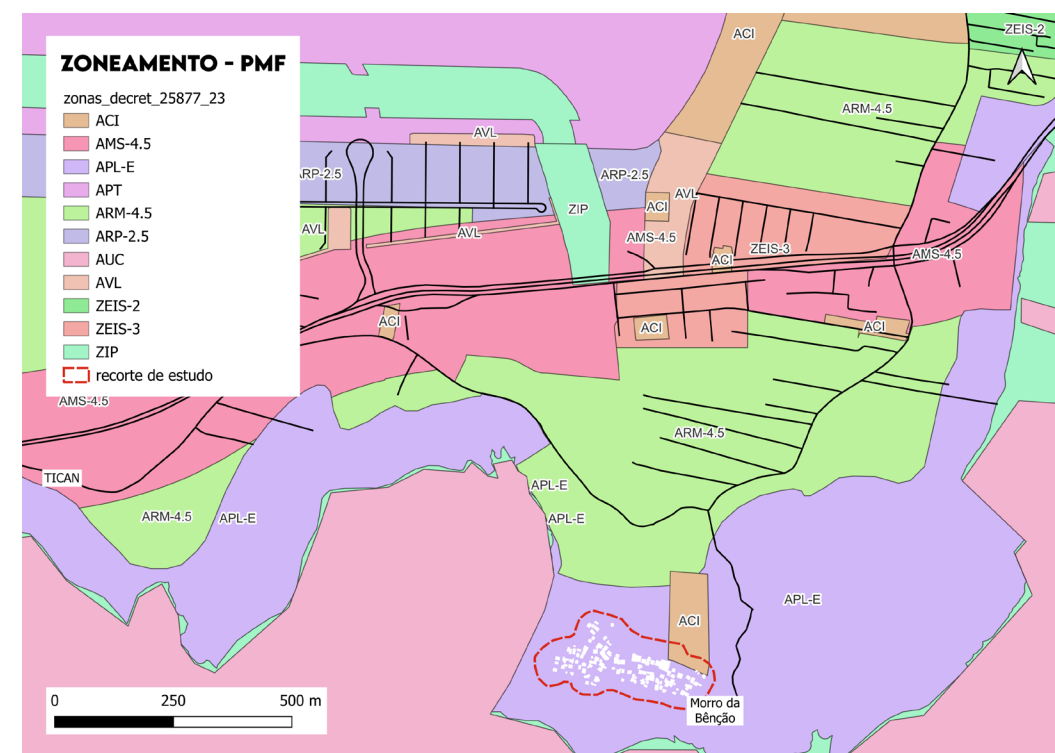 ZONEAMENTO - PMF
zonas_decret_25877_23
ACI
AMS-4.5
APL-E
APT
ARM-4.5
ARP-2.5
AUC
AVL
ZEIS-2
ZEIS-3
ZIP
recorte de estudo
ACI
ZEIS-2
ARM-4.5
AVL
ARP-2.5
ARP-2.5
AVL
ZIP
ACI
AVL
AVL
AMS-4.5
ZEIS-3
ACI
AMS-4.5
ACI
ACI
ACI
AMS-4.5
ARM-4.5
TICAN
APL-E
ARM-4.5
APL-E
APL-E
APL-E
ACI
0 250 500 m
Morro da
Bênção